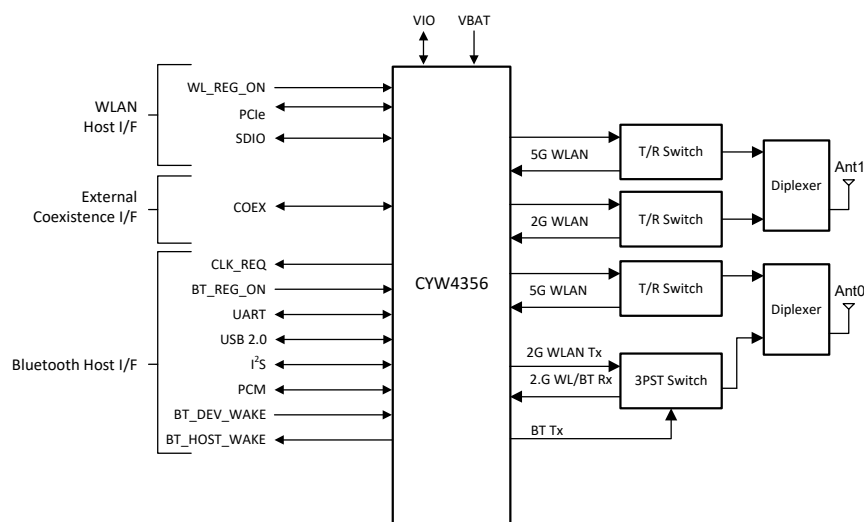 VIO
VBAT
WLAN
Host I/F
WL_REG_ON
PCIe
SDIO
External
Coexistence I/F
COEX
Bluetooth Host I/F
CLK_REQ
BT_REG_ON
UART
USB 2.0
I²S
PCM
BT_DEV_WAKE
BT_HOST_WAKE
CYW4356
5G WLAN
T/R Switch
2G WLAN
T/R Switch
Diplexer
Ant1
5G WLAN
T/R Switch
2G WLAN Tx
2.G WL/BT Rx
BT Tx
3PST Switch
Diplexer
Ant0